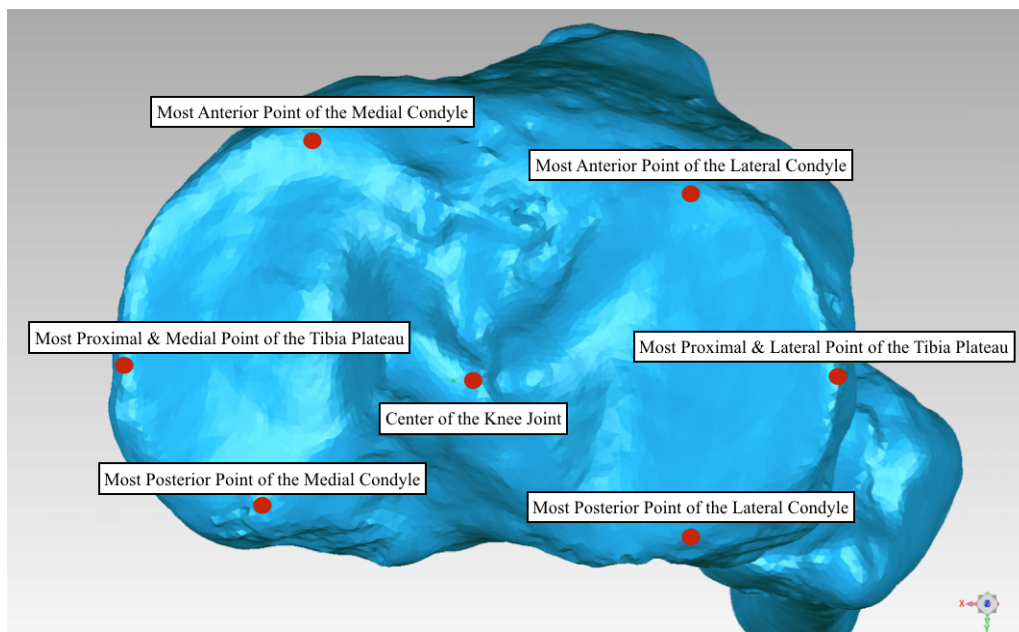 Most Anterior Point of the Medial Condyle
Most Anterior Point of the Lateral Condyle
Most Proximal & Medial Point of the Tibia Plateau
Most Proximal & Lateral Point of the Tibia Plateau
Center of the Knee Joint
Most Posterior Point of the Medial Condyle
Most Posterior Point of the Lateral Condyle
X
Y